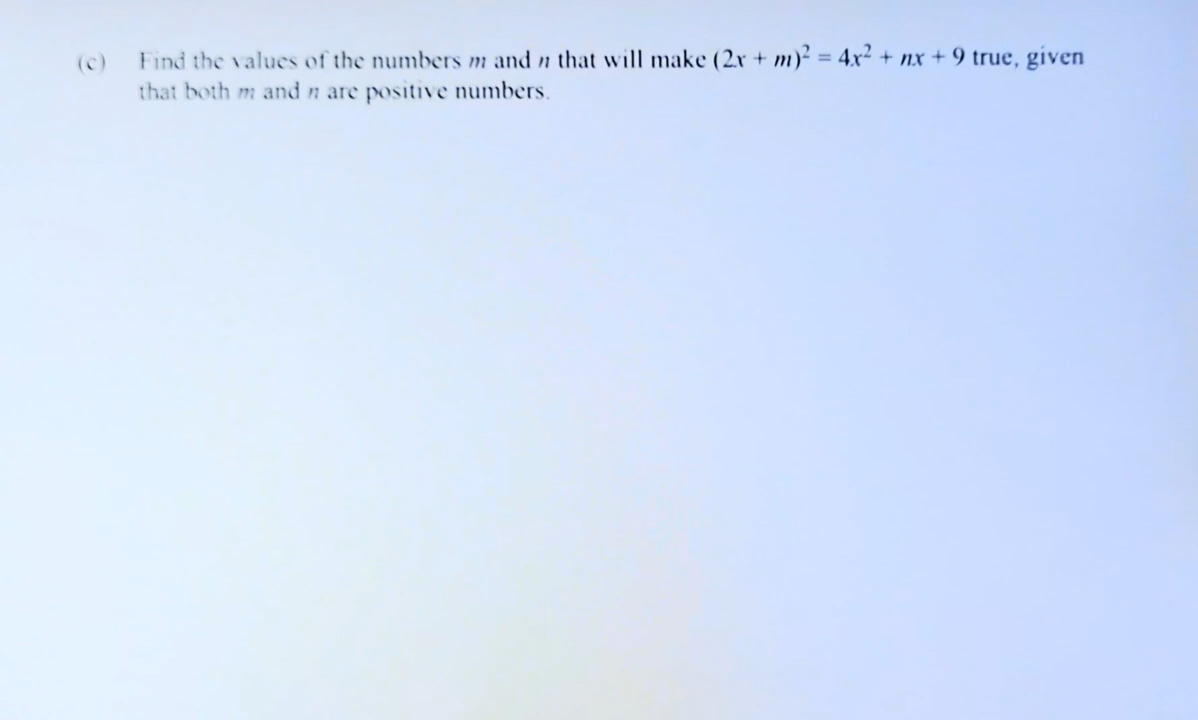 (c) Find the values of the numbers m and n that will make (2x + m)² = 4x² + nx + 9 true, given
that both m and n are positive numbers.